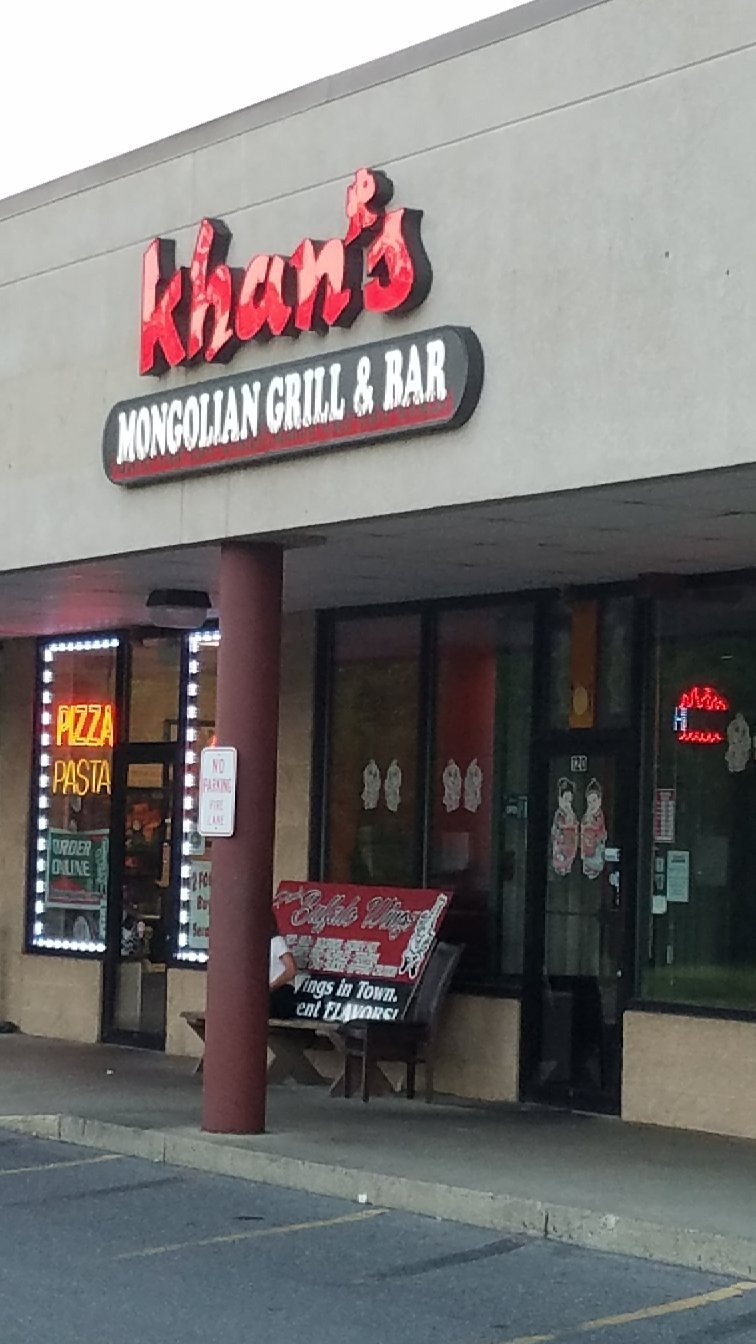 khan's
MONGOLIAN GRILL & BAR
PIZZA
PASTA
NO
PARKING
FIRE
LANE
120
ORDER
ONLINE
Buffalo Wings
Wings in Town.
FLAVORS!